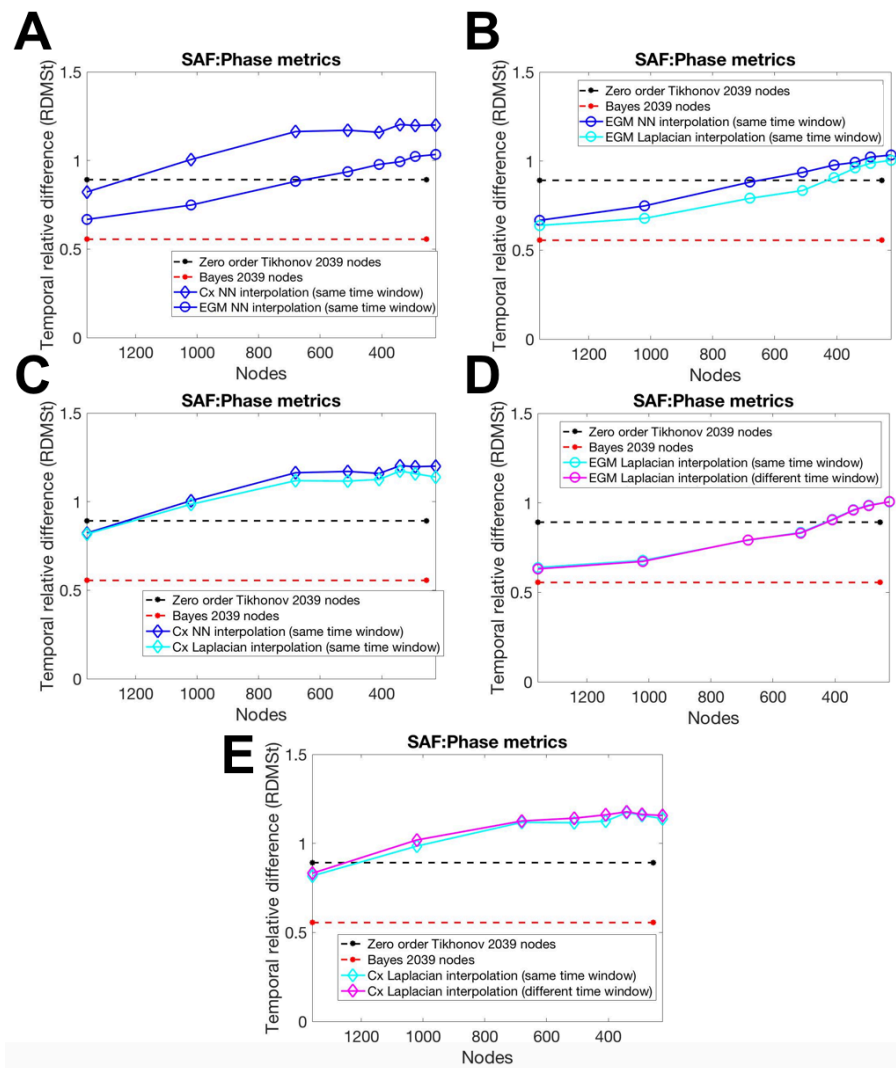 A
SAF:Phase metrics
Temporal relative difference (RDMSt)
1.5
1
0.5
0
Zero order Tikhonov 2039 nodes
Bayes 2039 nodes
Cx NN interpolation (same time window)
EGM NN interpolation (same time window)
1200 1000 800 600 400
Nodes
B
SAF:Phase metrics
Temporal relative difference (RDMSt)
1.5
1
0.5
0
Zero order Tikhonov 2039 nodes
Bayes 2039 nodes
EGM NN interpolation (same time window)
EGM Laplacian interpolation (same time window)
1200 1000 800 600 400
Nodes
C
SAF:Phase metrics
Temporal relative difference (RDMSt)
1.5
1
0.5
0
Zero order Tikhonov 2039 nodes
Bayes 2039 nodes
Cx NN interpolation (same time window)
Cx Laplacian interpolation (same time window)
1200 1000 800 600 400
Nodes
D
SAF:Phase metrics
Temporal relative difference (RDMSt)
1.5
1
0.5
0
Zero order Tikhonov 2039 nodes
Bayes 2039 nodes
EGM Laplacian interpolation (same time window)
EGM Laplacian interpolation (different time window)
1200 1000 800 600 400
Nodes
E
SAF:Phase metrics
Temporal relative difference (RDMSt)
1.5
1
0.5
0
Zero order Tikhonov 2039 nodes
Bayes 2039 nodes
Cx Laplacian interpolation (same time window)
Cx Laplacian interpolation (different time window)
1200 1000 800 600 400
Nodes